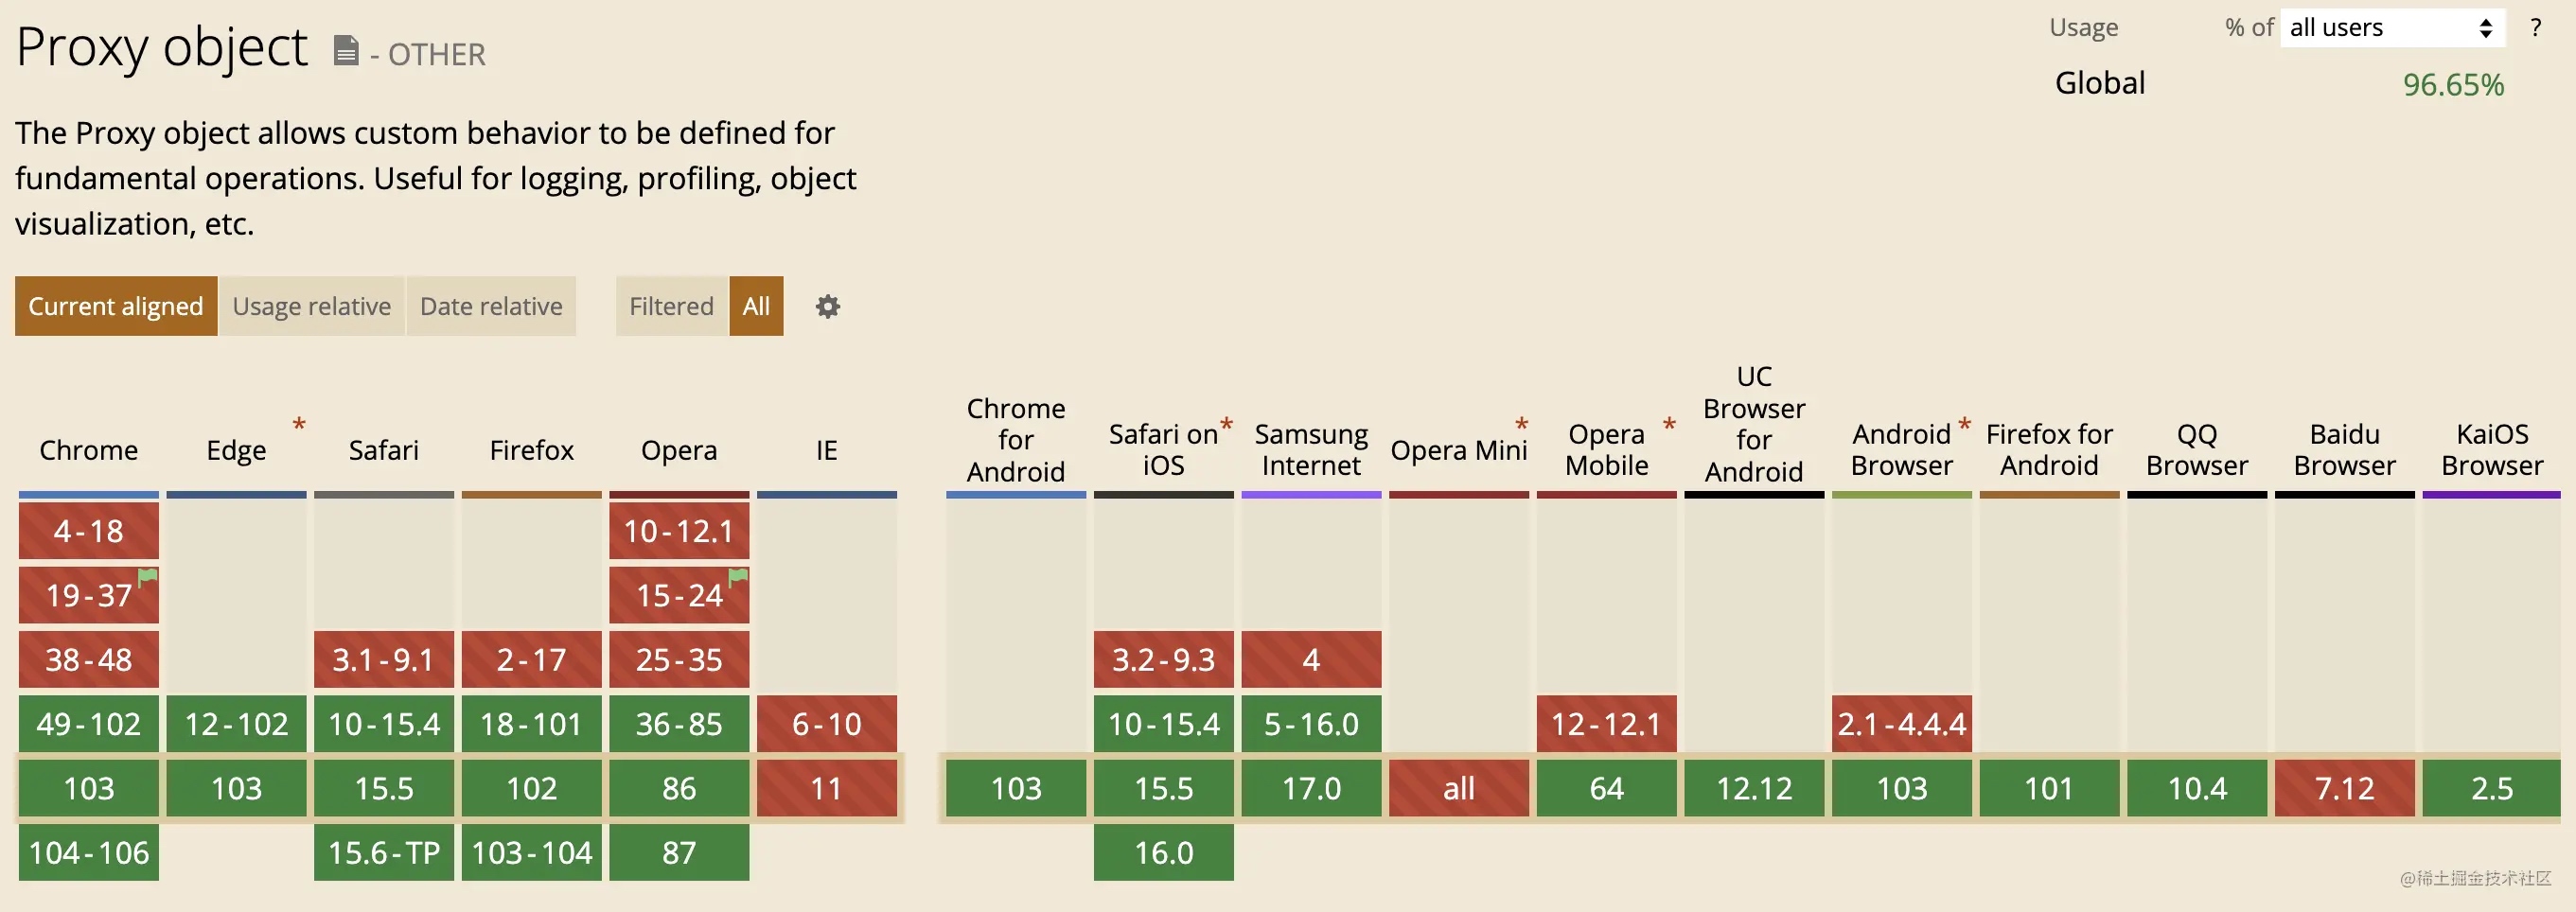 Proxy object - OTHER
Usage % of all users ?
Global 96.65%
The Proxy object allows custom behavior to be defined for
fundamental operations. Useful for logging, profiling, object
visualization, etc.
Current aligned Usage relative Date relative Filtered All
Chrome
Edge *
Safari
Firefox
Opera
IE
Chrome
for
Android
Safari on *
iOS
Samsung
Internet
Opera Mini *
Opera *
Mobile
UC
Browser
for
Android
Android *
Browser
Firefox for
Android
QQ
Browser
Baidu
Browser
KaiOS
Browser
4-18 10-12.1
19-37 15-24
38-48 3.1-9.1 2-17 25-35 3.2-9.3 4
49-102 12-102 10-15.4 18-101 36-85 6-10 10-15.4 5-16.0 12-12.1 2.1-4.4.4
103 103 15.5 102 86 11 103 15.5 17.0 all 64 12.12 103 101 10.4 7.12 2.5
104-106 15.6-TP 103-104 87 16.0
@稀土掘金技术社区